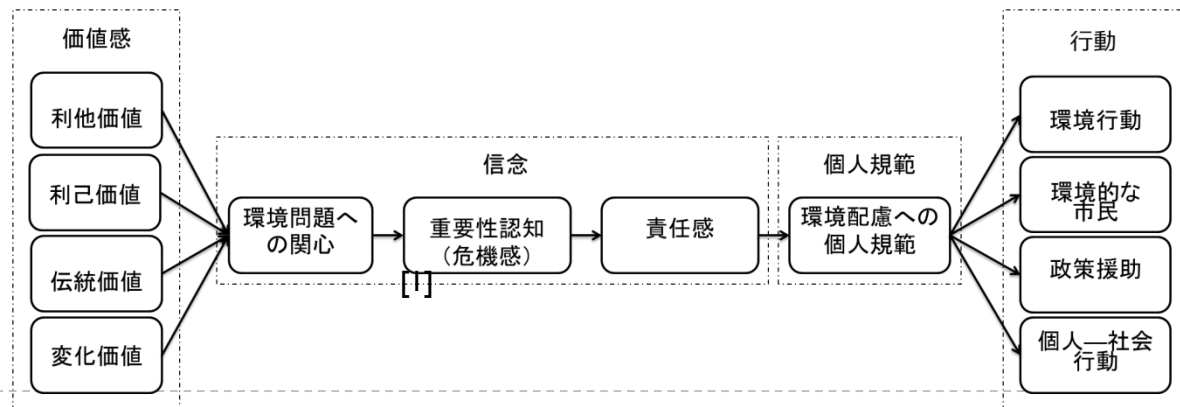 価値感
利他価値
利己価値
伝統価値
変化価値
信念
環境問題へ
の関心
重要性認知
（危機感）
[l]
責任感
個人規範
環境配慮への
個人規範
行動
環境行動
環境的な
市民
政策援助
個人―社会
行動